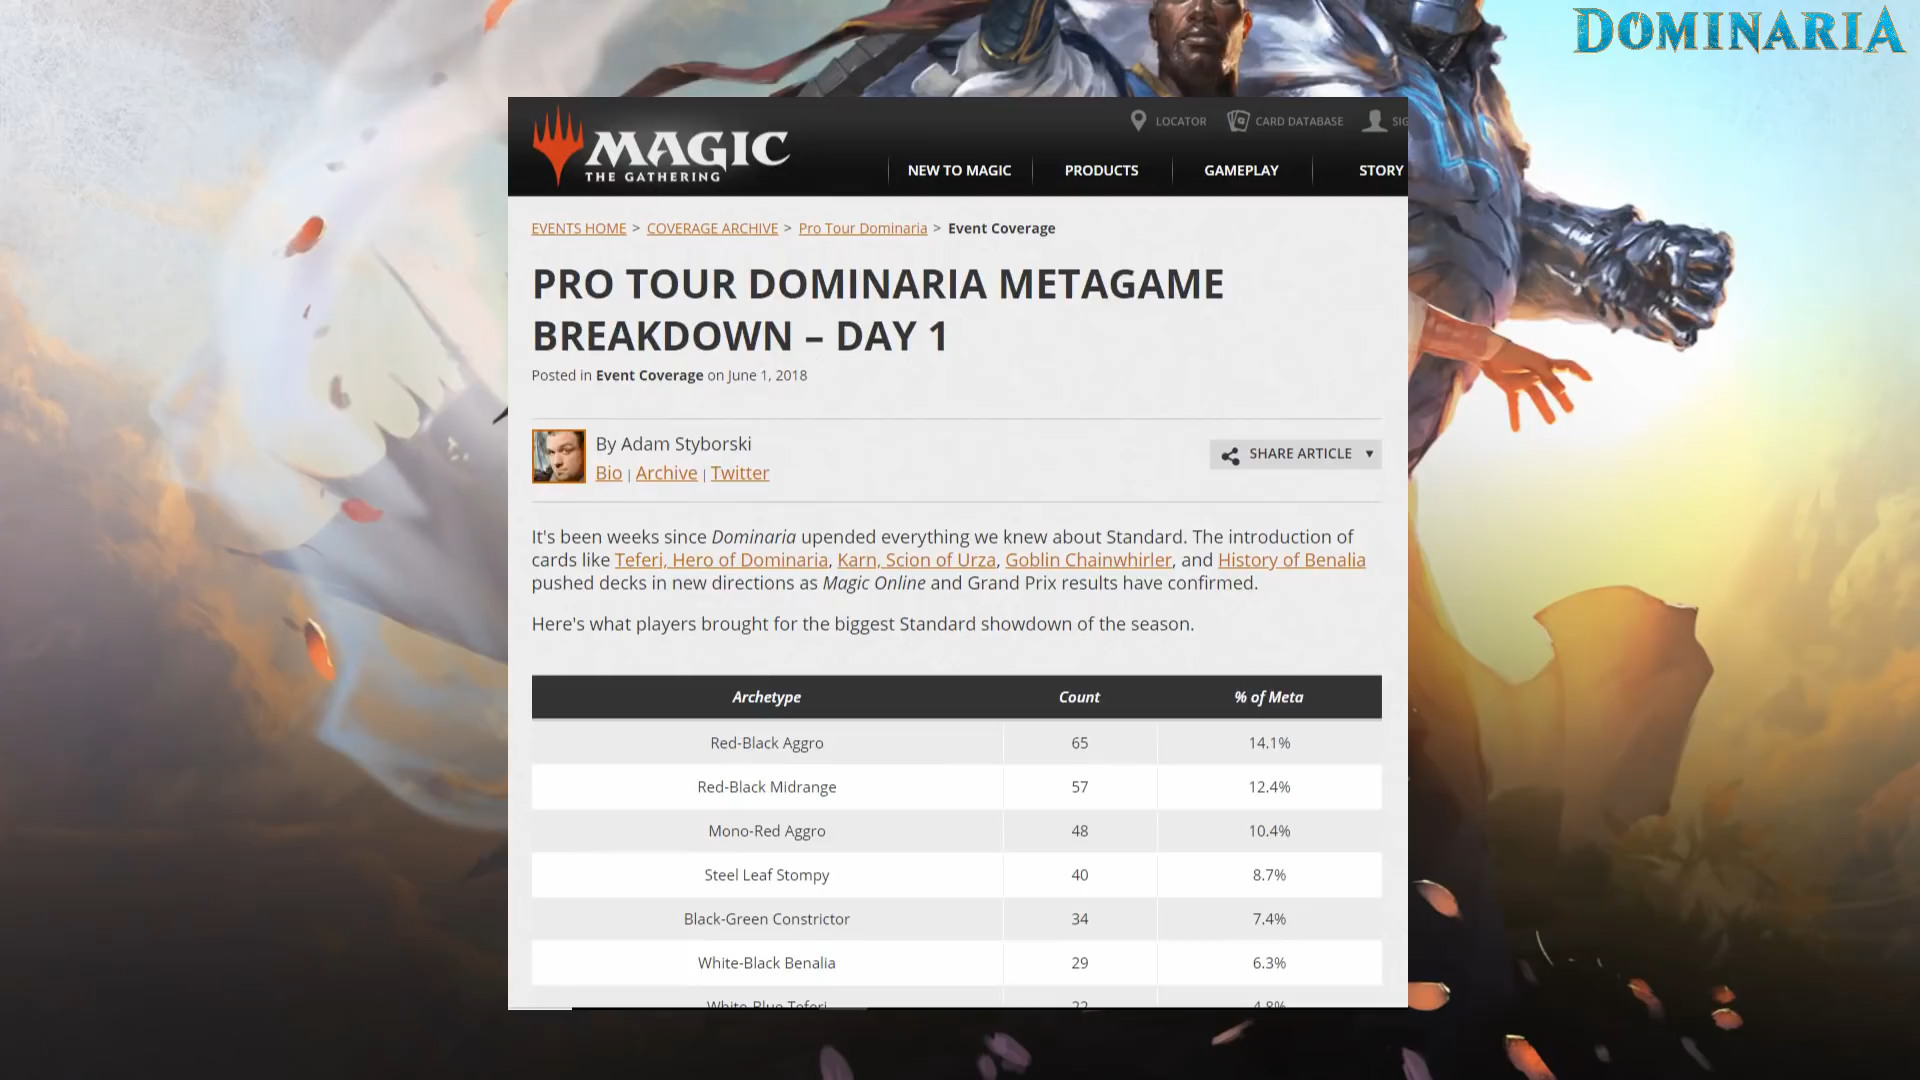 DOMINARIA
MAGIC
THE GATHERING
LOCATOR CARD DATABASE SIG
NEW TO MAGIC PRODUCTS GAMEPLAY STORY
EVENTS HOME > COVERAGE ARCHIVE > Pro Tour Dominaria > Event Coverage
PRO TOUR DOMINARIA METAGAME
BREAKDOWN – DAY 1
Posted in Event Coverage on June 1, 2018
By Adam Styborski
Bio | Archive | Twitter
SHARE ARTICLE
It's been weeks since Dominaria upended everything we knew about Standard. The introduction of
cards like Teferi, Hero of Dominaria, Karn, Scion of Urza, Goblin Chainwhirler, and History of Benalia
pushed decks in new directions as Magic Online and Grand Prix results have confirmed.
Here's what players brought for the biggest Standard showdown of the season.
Archetype Count % of Meta
Red-Black Aggro 65 14.1%
Red-Black Midrange 57 12.4%
Mono-Red Aggro 48 10.4%
Steel Leaf Stompy 40 8.7%
Black-Green Constrictor 34 7.4%
White-Black Benalia 29 6.3%
White-Blue Teferi 22 4.8%